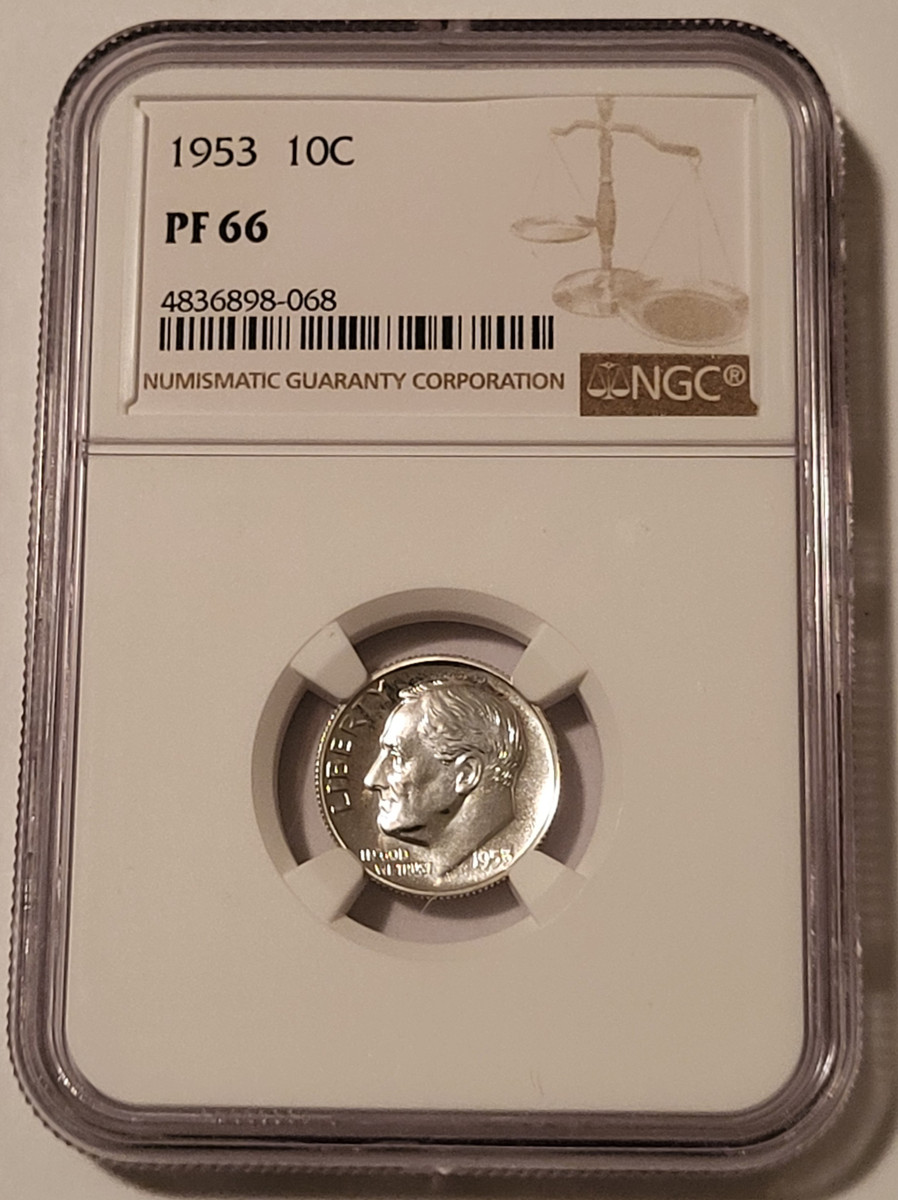 1953 10C
PF 66
4836898-068
NUMISMATIC GUARANTY CORPORATION
NGC®
LIBERTY
IN GOD
WE TRUST
1953